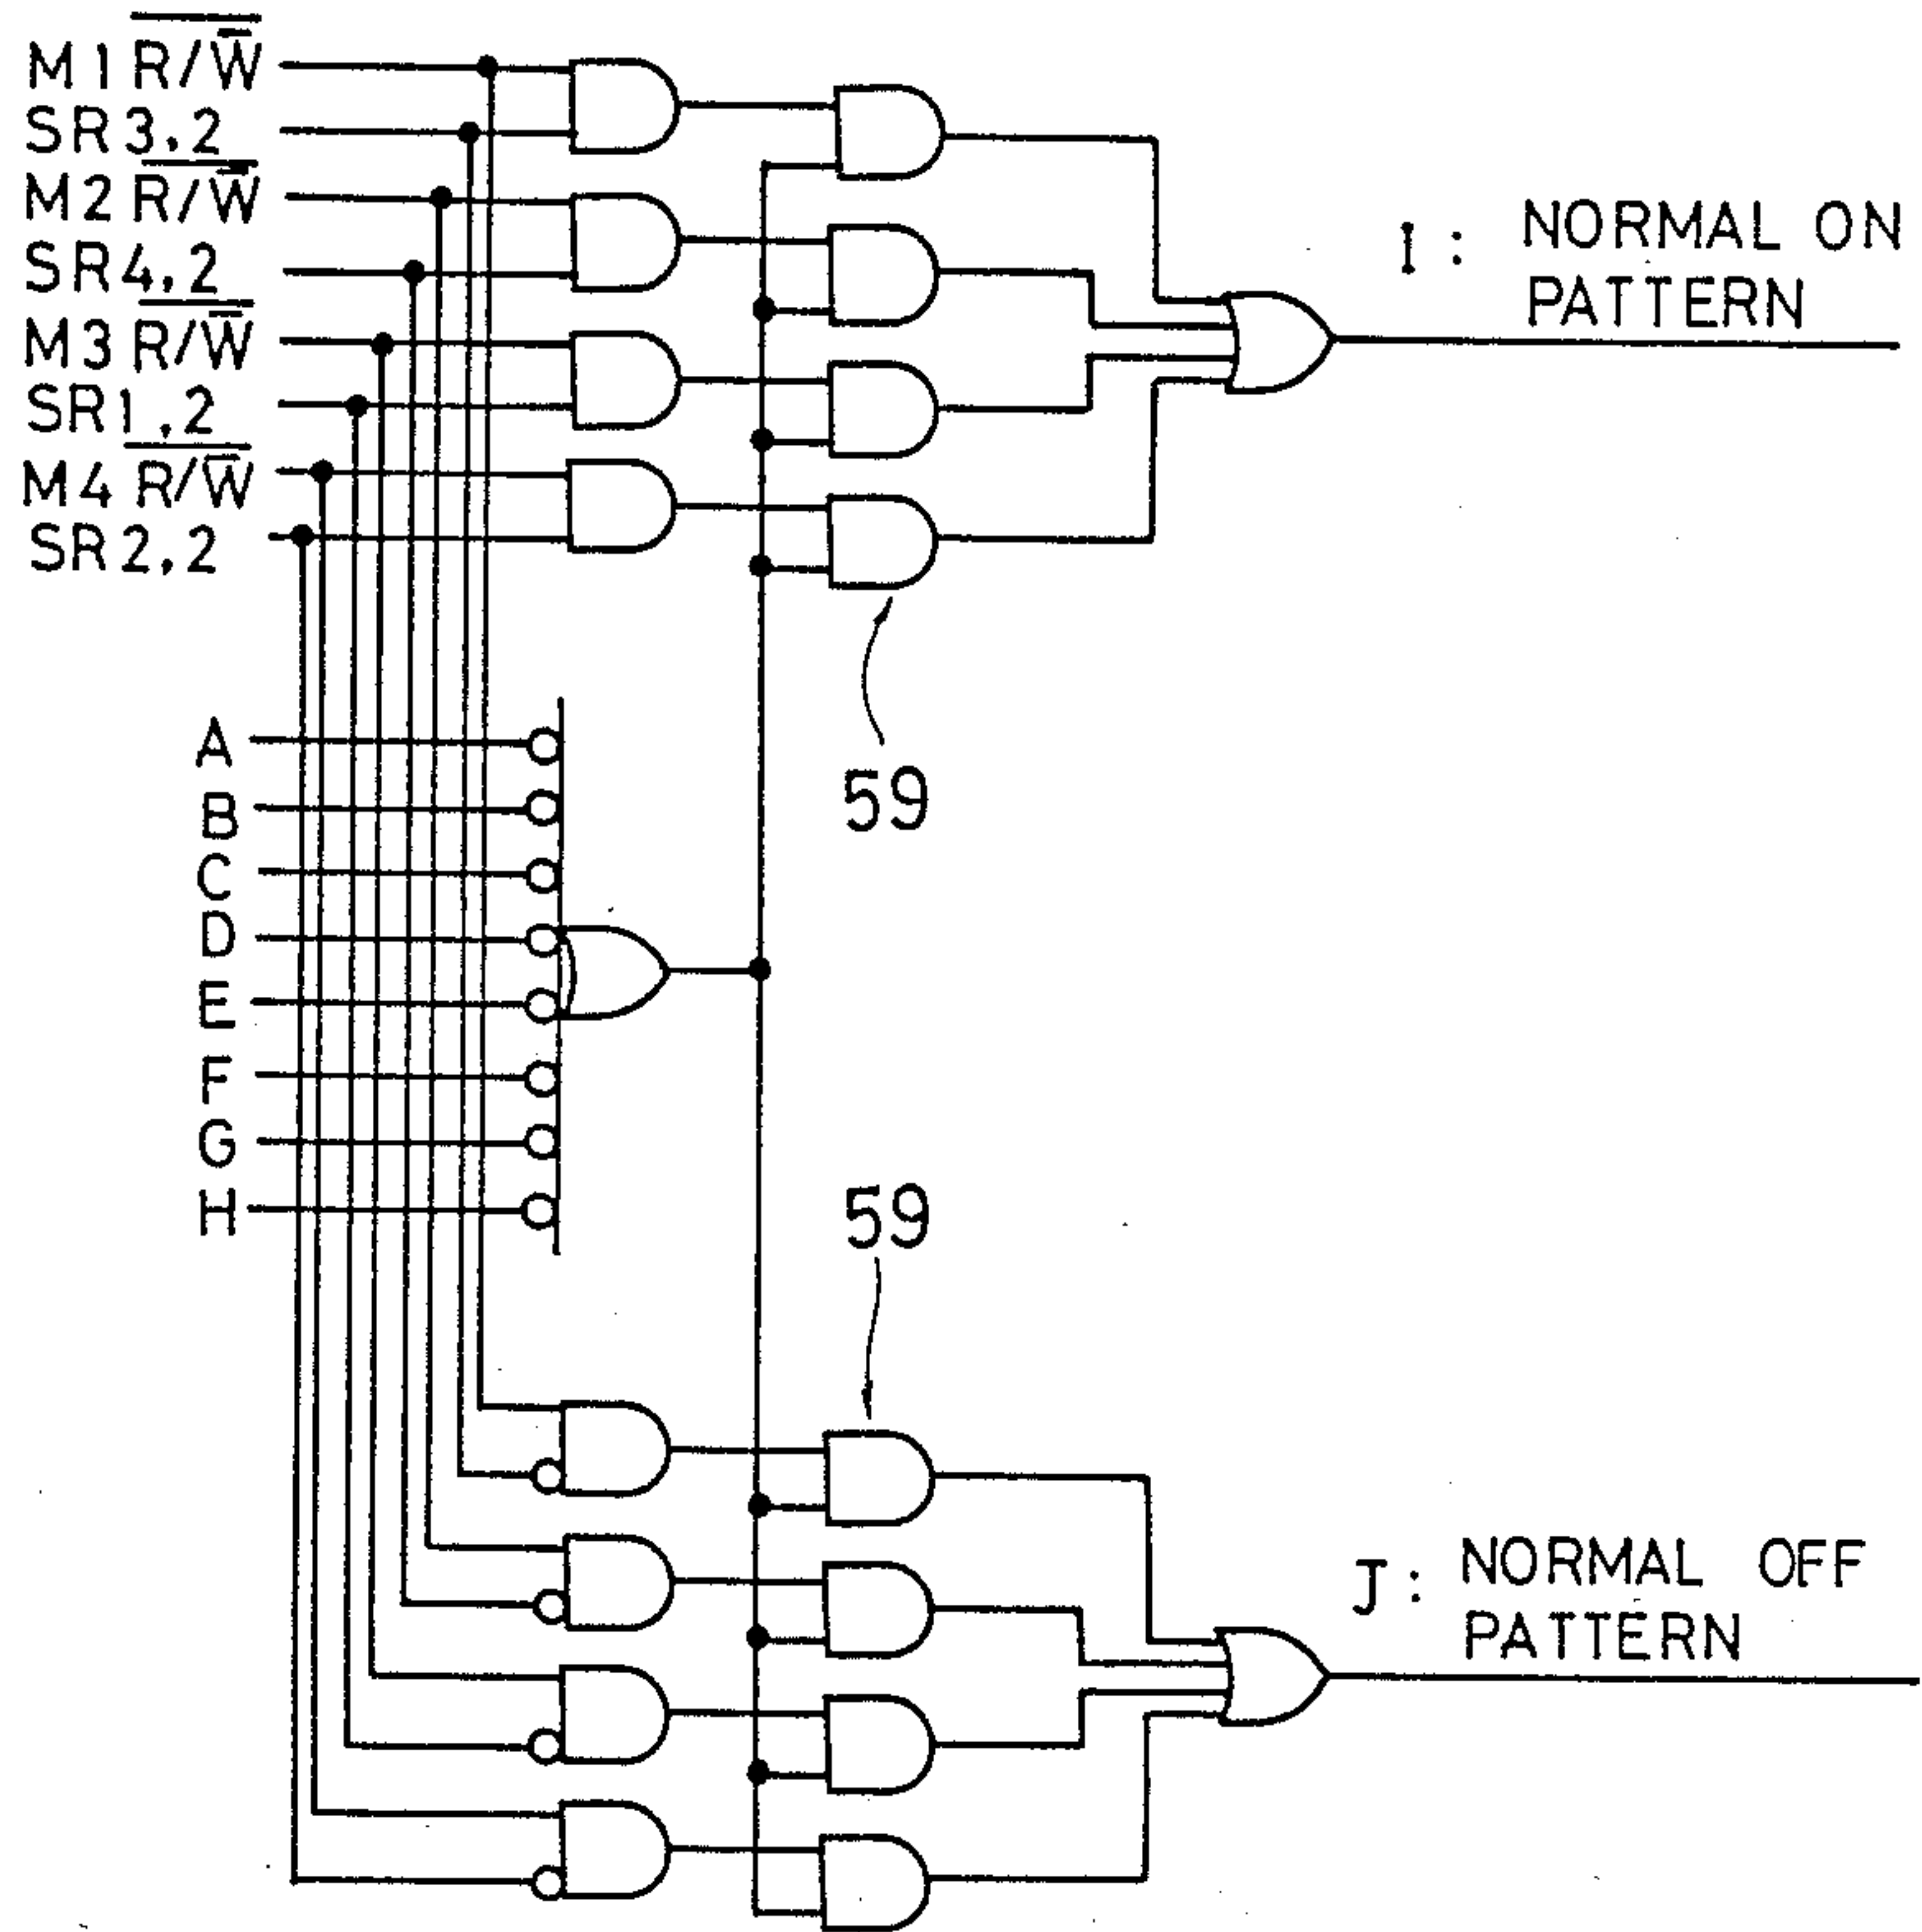 M1 R/W̅
SR3,2
M2 R/W̅
SR4,2
M3 R/W̅
SR1,2
M4 R/W̅
SR2,2
I: NORMAL ON
PATTERN
59
A
B
C
D
E
F
G
H
59
J: NORMAL OFF
PATTERN